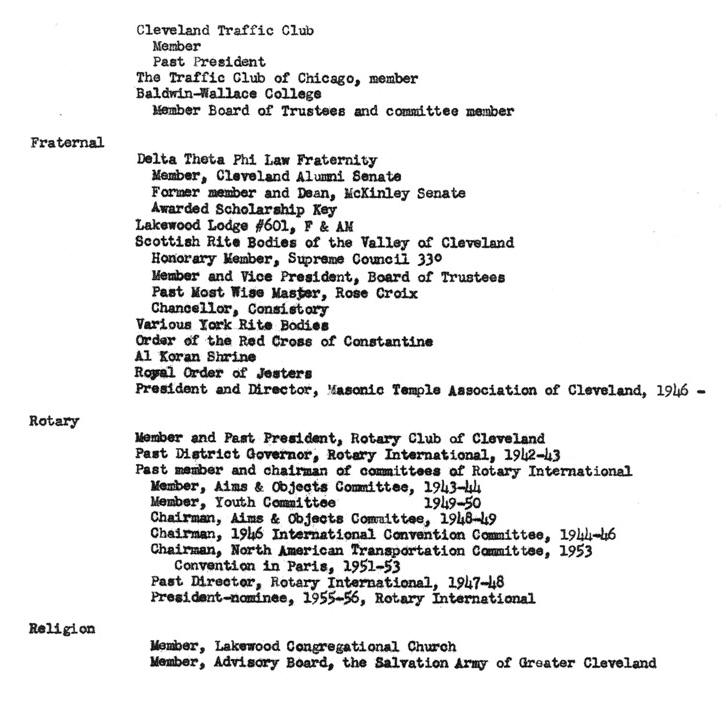 Cleveland Traffic Club
Member
Past President
The Traffic Club of Chicago, member
Baldwin-Wallace College
Member Board of Trustees and committee member
Fraternal
Delta Theta Phi Law Fraternity
Member, Cleveland Alumni Senate
Former member and Dean, McKinley Senate
Awarded Scholarship Key
Lakewood Lodge #601, F & AM
Scottish Rite Bodies of the Valley of Cleveland
Honorary Member, Supreme Council 33°
Member and Vice President, Board of Trustees
Past Most Wise Master, Rose Croix
Chancellor, Consistory
Various York Rite Bodies
Order of the Red Cross of Constantine
Al Koran Shrine
Royal Order of Jesters
President and Director, Masonic Temple Association of Cleveland, 1946 -
Rotary
Member and Past President, Rotary Club of Cleveland
Past District Governor, Rotary International, 1942-43
Past member and chairman of committees of Rotary International
Member, Aims & Objects Committee, 1943-44
Member, Youth Committee 1949-50
Chairman, Aims & Objects Committee, 1948-49
Chairman, 1946 International Convention Committee, 1944-46
Chairman, North American Transportation Committee, 1953
Convention in Paris, 1951-53
Past Director, Rotary International, 1947-48
President-nominee, 1955-56, Rotary International
Religion
Member, Lakewood Congregational Church
Member, Advisory Board, the Salvation Army of Greater Cleveland